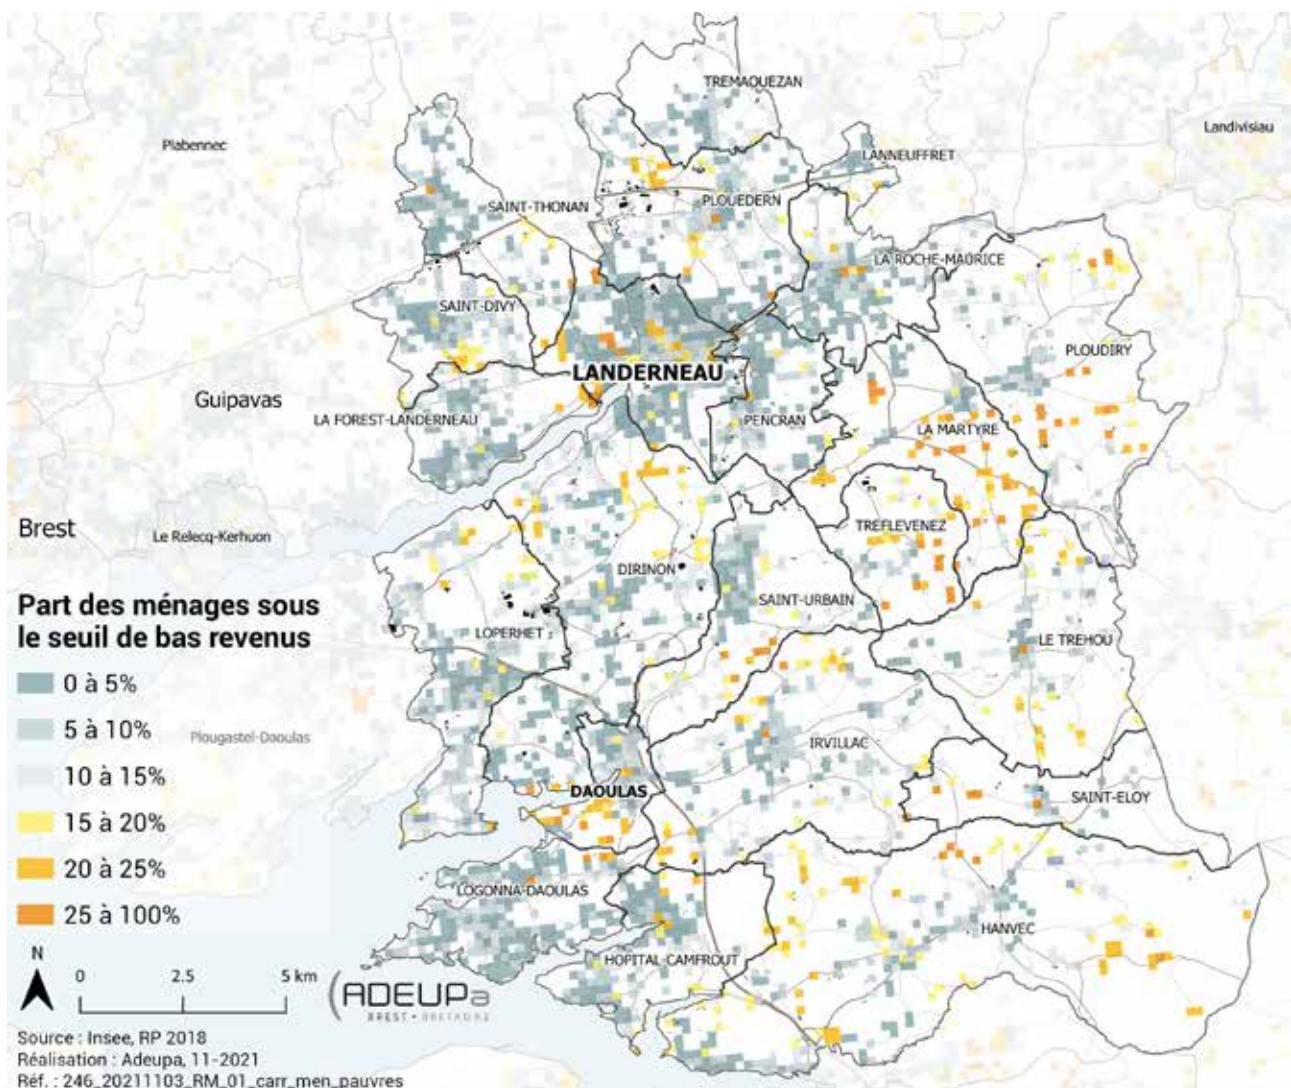 TREMAOUEZAN
Landivisiau
Plabennec
LANNEUFFRET
SAINT-THONAN
PLOUEDERN
LA ROCHE-MAURICE
SAINT-DIVY
PLOUDIRY
LANDERNEAU
Guipavas
LA FOREST-LANDERNEAU
PENCRAN
LA MARTYRE
Brest
Le Relecq-Kerhuon
TREFLEVENEZ
DIRINON
SAINT-URBAIN
Part des ménages sous
le seuil de bas revenus
LOPERHET
LE TREHOU
0 à 5%
5 à 10%
Plougastel-Daoulas
IRVILLAC
10 à 15%
DAOULAS
SAINT-ELOY
15 à 20%
20 à 25%
LOGONNA-DAOULAS
25 à 100%
HANVEC
N
HOPITAL-CAMFROUT
0 2.5 5 km
ADEUPa
BREST • BRETAGNE
Source : Insee, RP 2018
Réalisation : Adeupa, 11-2021
Réf. : 246_20211103_RM_01_carr_men_pauvres